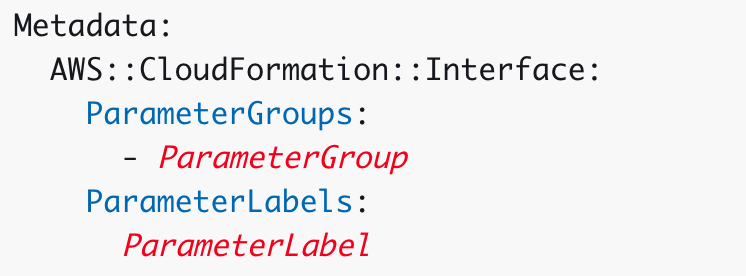 Metadata:
  AWS::CloudFormation::Interface:
    ParameterGroups:
      - ParameterGroup
    ParameterLabels:
      ParameterLabel